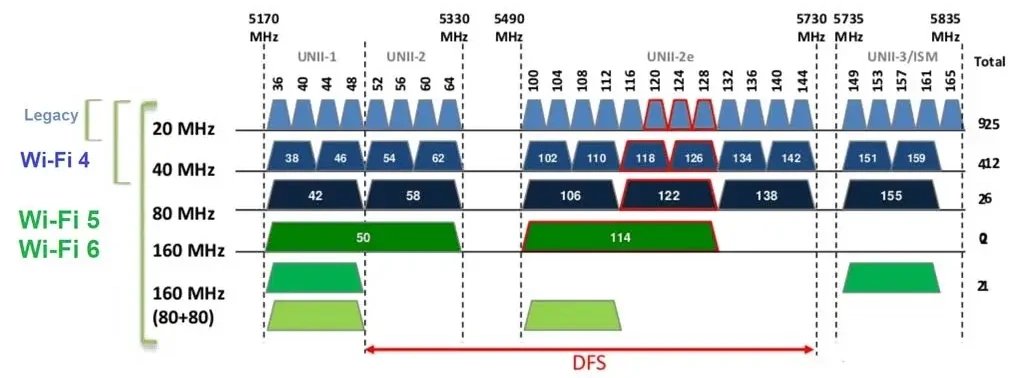 5170 MHz 5330 MHz 5490 MHz 5730 MHz 5735 MHz 5835 MHz
UNII-1 UNII-2 UNII-2e UNII-3/ISM Total
36 40 44 48 52 56 60 64 100 104 108 112 116 120 124 128 132 136 140 144 149 153 157 161 165
Legacy
20 MHz
Wi-Fi 4
38 46 54 62 102 110 118 126 134 142 151 159
40 MHz
42 58 106 122 138 155
Wi-Fi 5
80 MHz
50 114
Wi-Fi 6
160 MHz
160 MHz
(80+80)
DFS